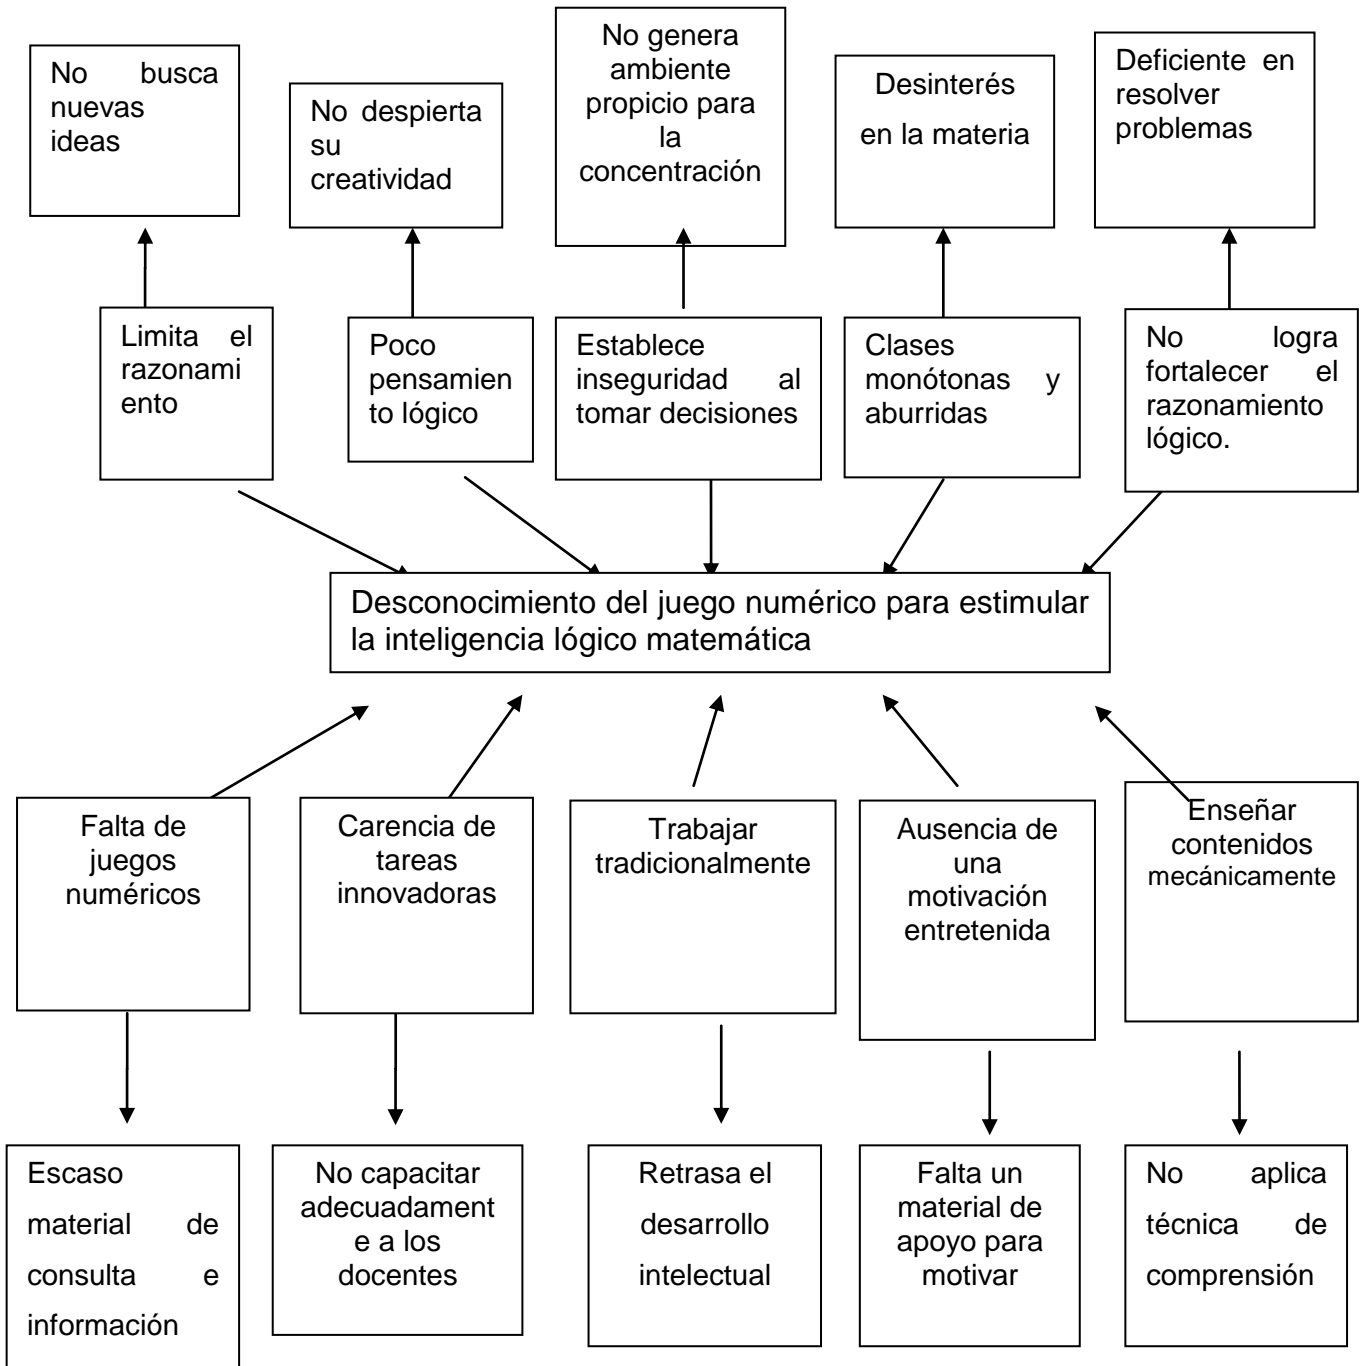 No busca
nuevas
ideas
No despierta
su
creatividad
No genera
ambiente
propicio para
la
concentración
Desinterés
en la materia
Deficiente en
resolver
problemas
Limita el
razonami
ento
Poco
pensamien
to lógico
Establece
inseguridad al
tomar decisiones
Clases
monótonas y
aburridas
No logra
fortalecer el
razonamiento
lógico.
Desconocimiento del juego numérico para estimular
la inteligencia lógico matemática
Falta de
juegos
numéricos
Carencia de
tareas
innovadoras
Trabajar
tradicionalmente
Ausencia de
una
motivación
entretenida
Enseñar
contenidos
mecánicamente
Escaso
material de
consulta e
información
No capacitar
adecuadament
e a los
docentes
Retrasa el
desarrollo
intelectual
Falta un
material de
apoyo para
motivar
No aplica
técnica de
comprensión